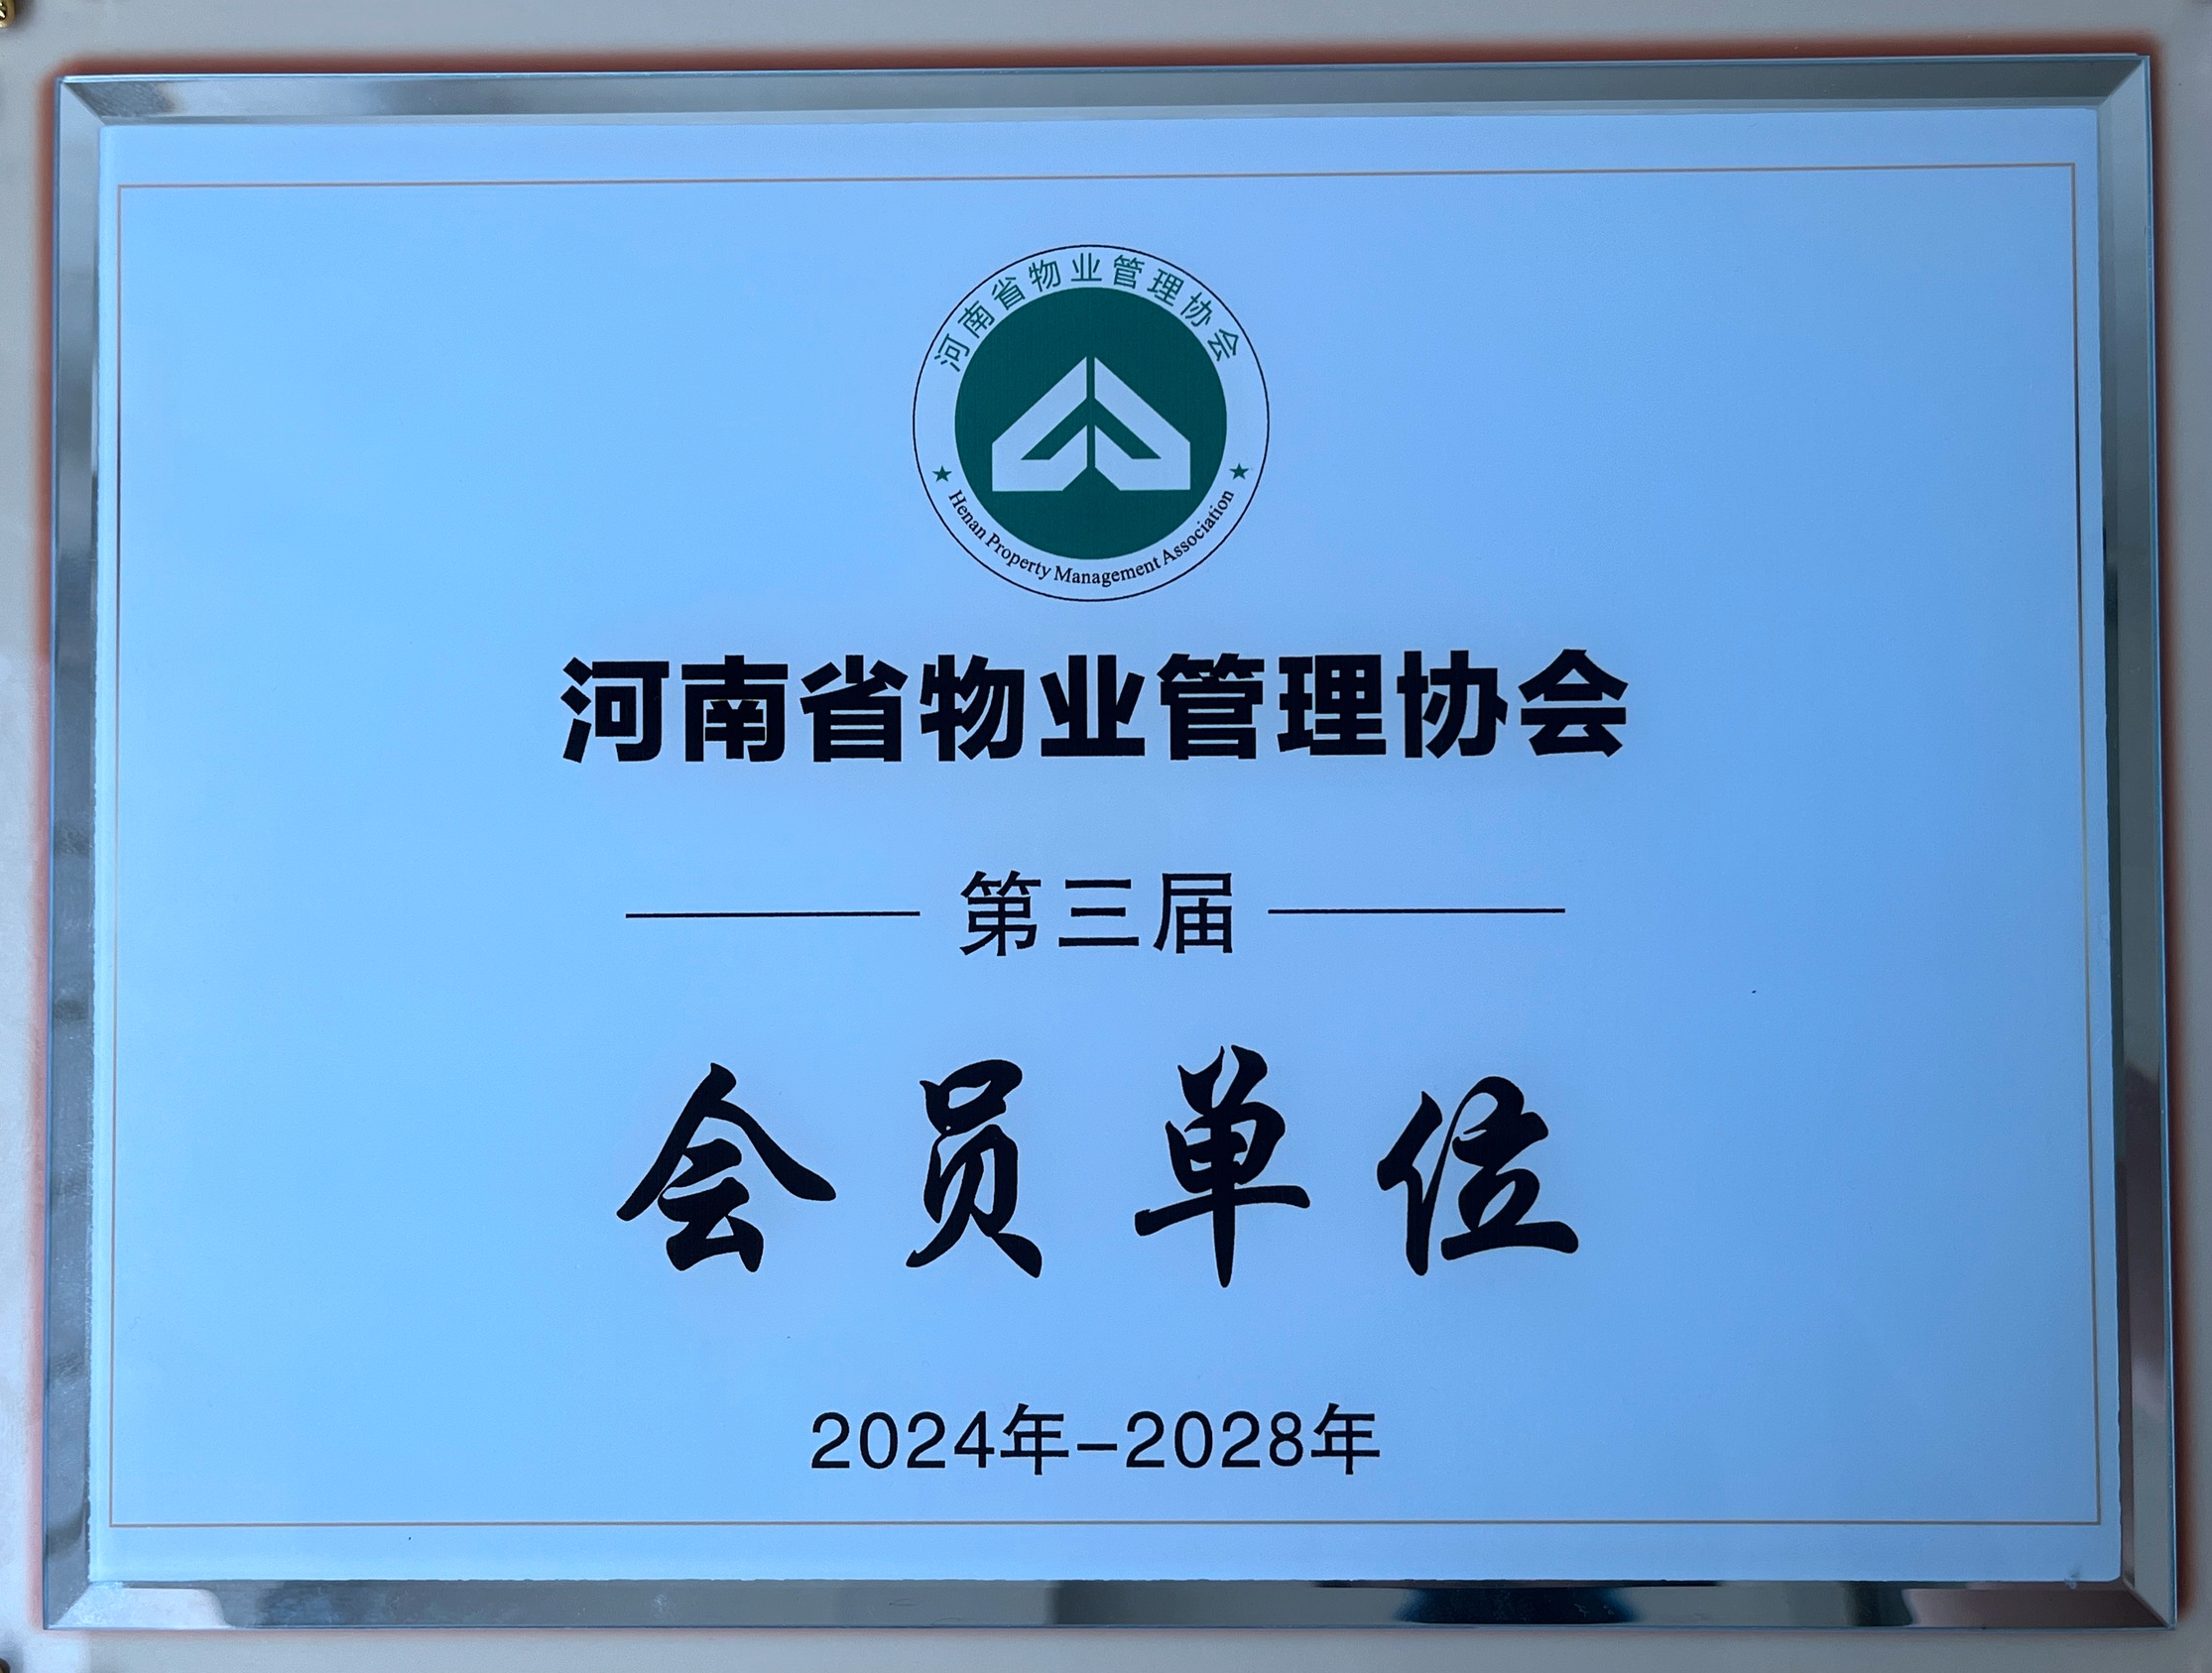 河南省物业管理协会
★ Henan Property Management Association ★
河南省物业管理协会
第三届
会员单位
2024年-2028年